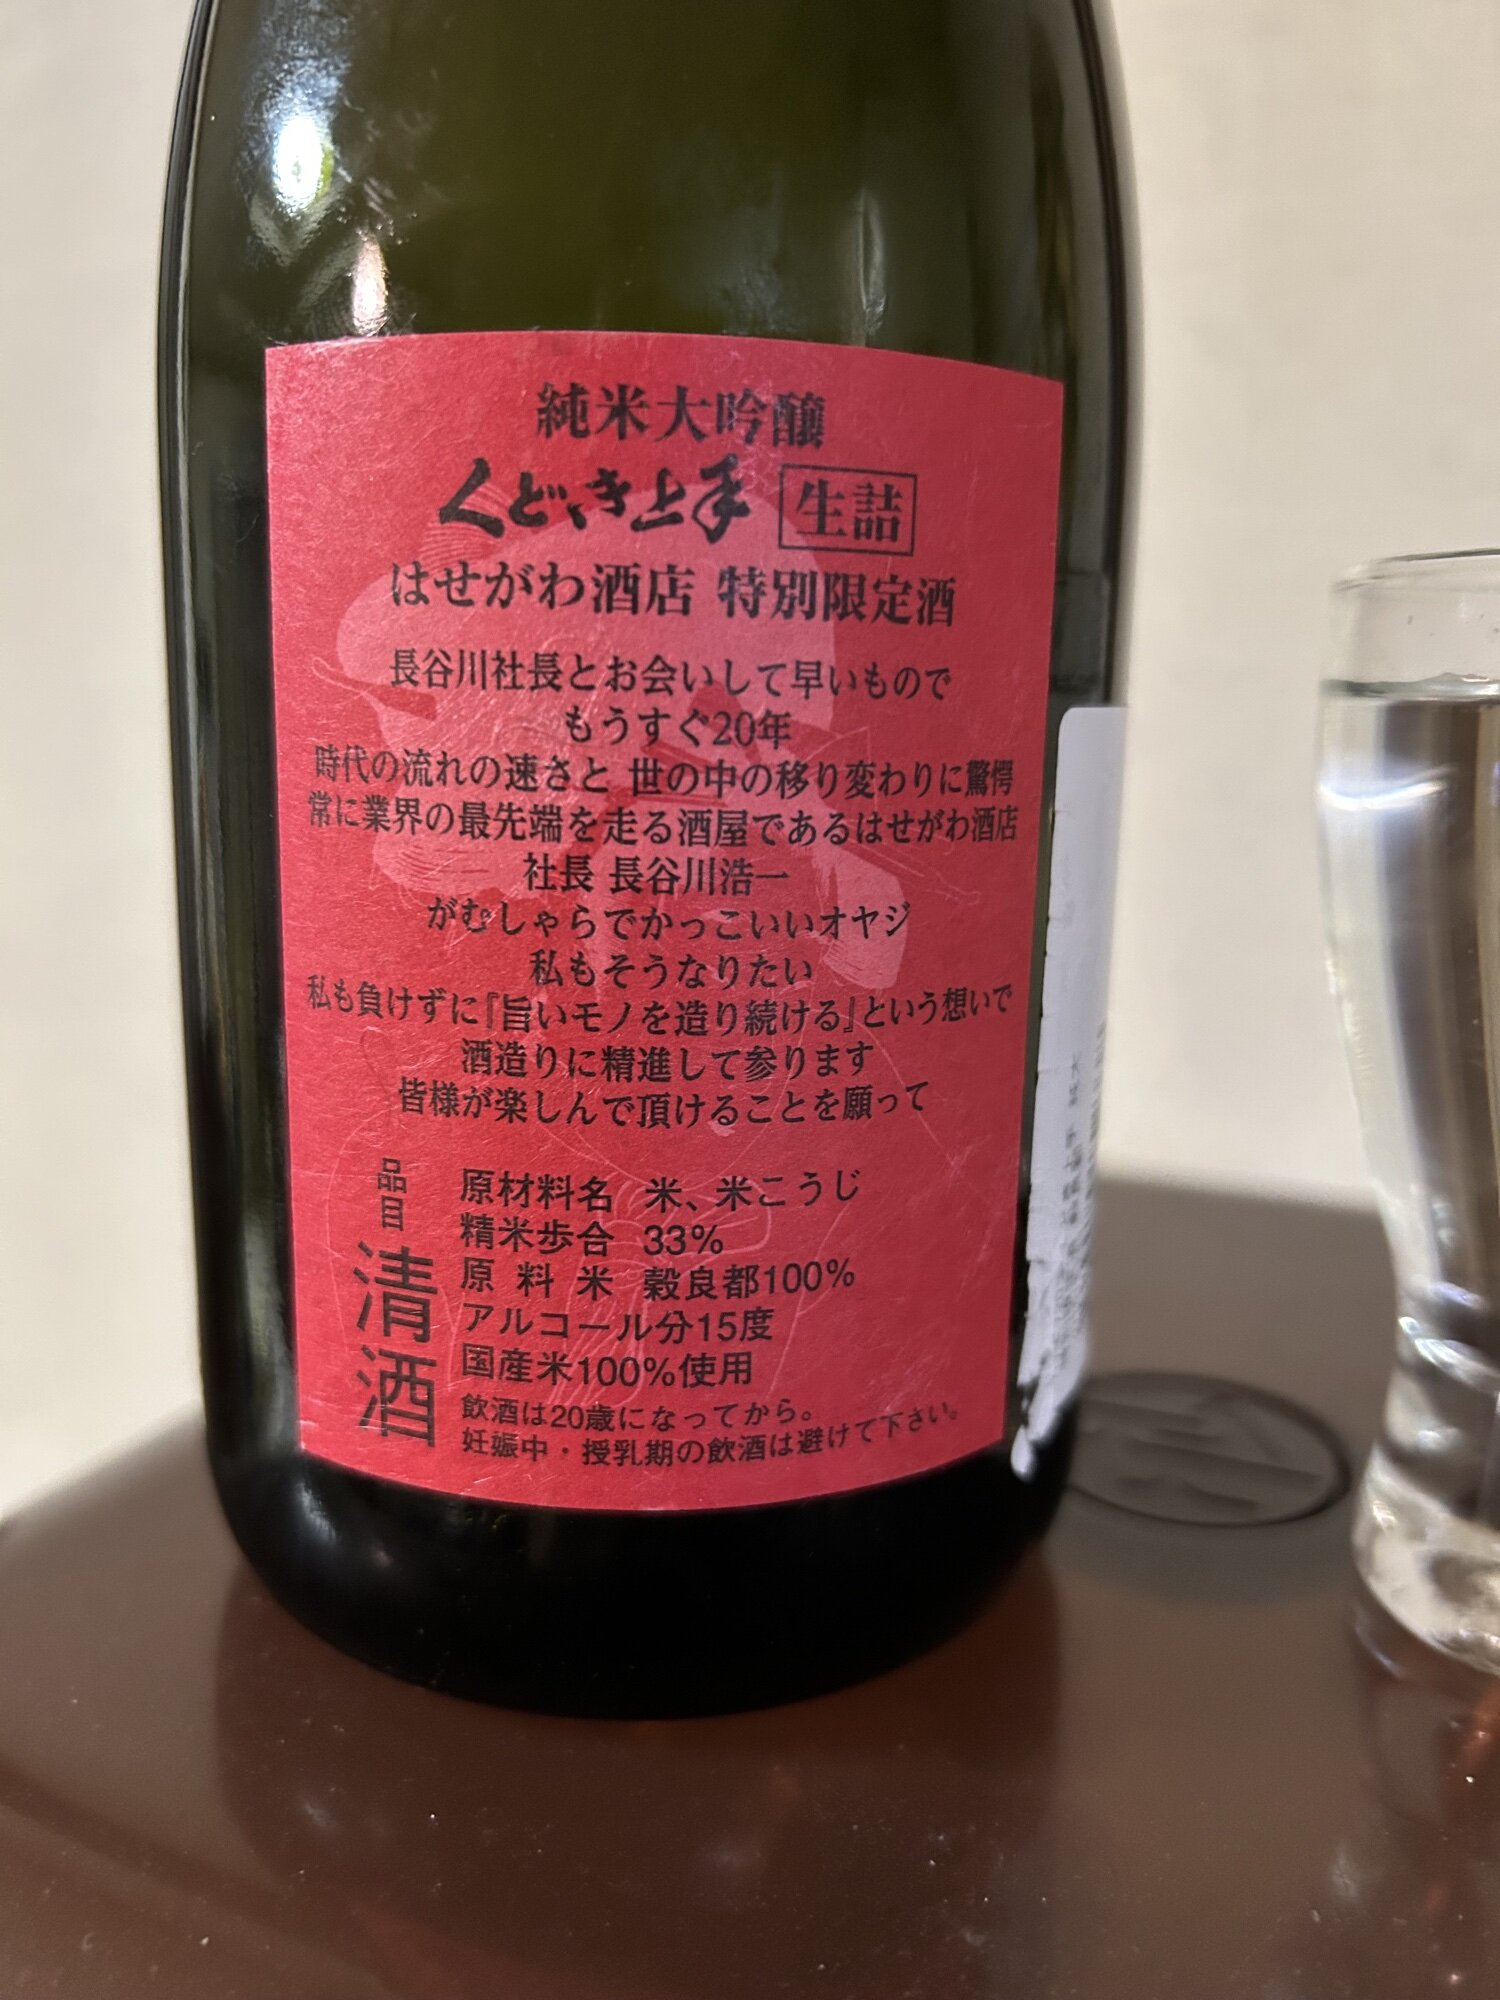 純米大吟醸
くどき上手 生詰
はせがわ酒店 特別限定酒
長谷川社長とお会いして早いもので
もうすぐ20年
時代の流れの速さと 世の中の移り変わりに驚愕
常に業界の最先端を走る酒屋であるはせがわ酒店
社長 長谷川浩一
がむしゃらでかっこいいオヤジ
私もそうなりたい
私も負けずに『旨いモノを造り続ける』という想いで
酒造りに精進して参ります
皆様が楽しんで頂けることを願って
品目 清酒
原材料名 米、米こうじ
精米歩合 33%
原料米 穀良都100%
アルコール分15度
国産米100%使用
飲酒は20歳になってから。
妊娠中・授乳期の飲酒は避けて下さい。